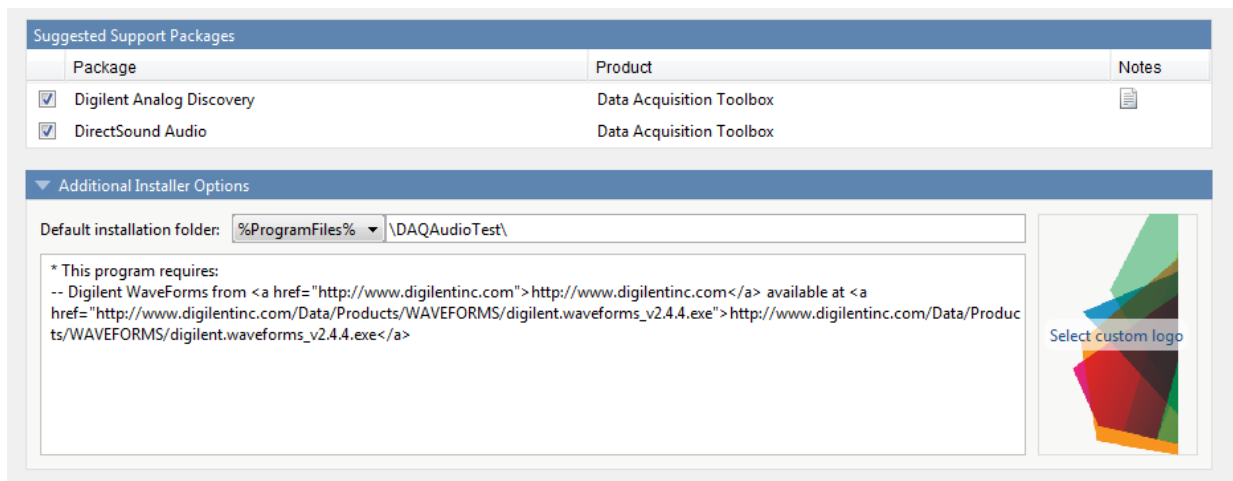 Suggested Support Packages
Package Product Notes
Digilent Analog Discovery Data Acquisition Toolbox
DirectSound Audio Data Acquisition Toolbox
Additional Installer Options
Default installation folder: %ProgramFiles% \DAQAudioTest\
* This program requires:
-- Digilent WaveForms from <a href="http://www.digilentinc.com">http://www.digilentinc.com</a> available at <a
href="http://www.digilentinc.com/Data/Products/WAVEFORMS/digilent.waveforms_v2.4.4.exe">http://www.digilentinc.com/Data/Produc
ts/WAVEFORMS/digilent.waveforms_v2.4.4.exe</a>
Select custom logo